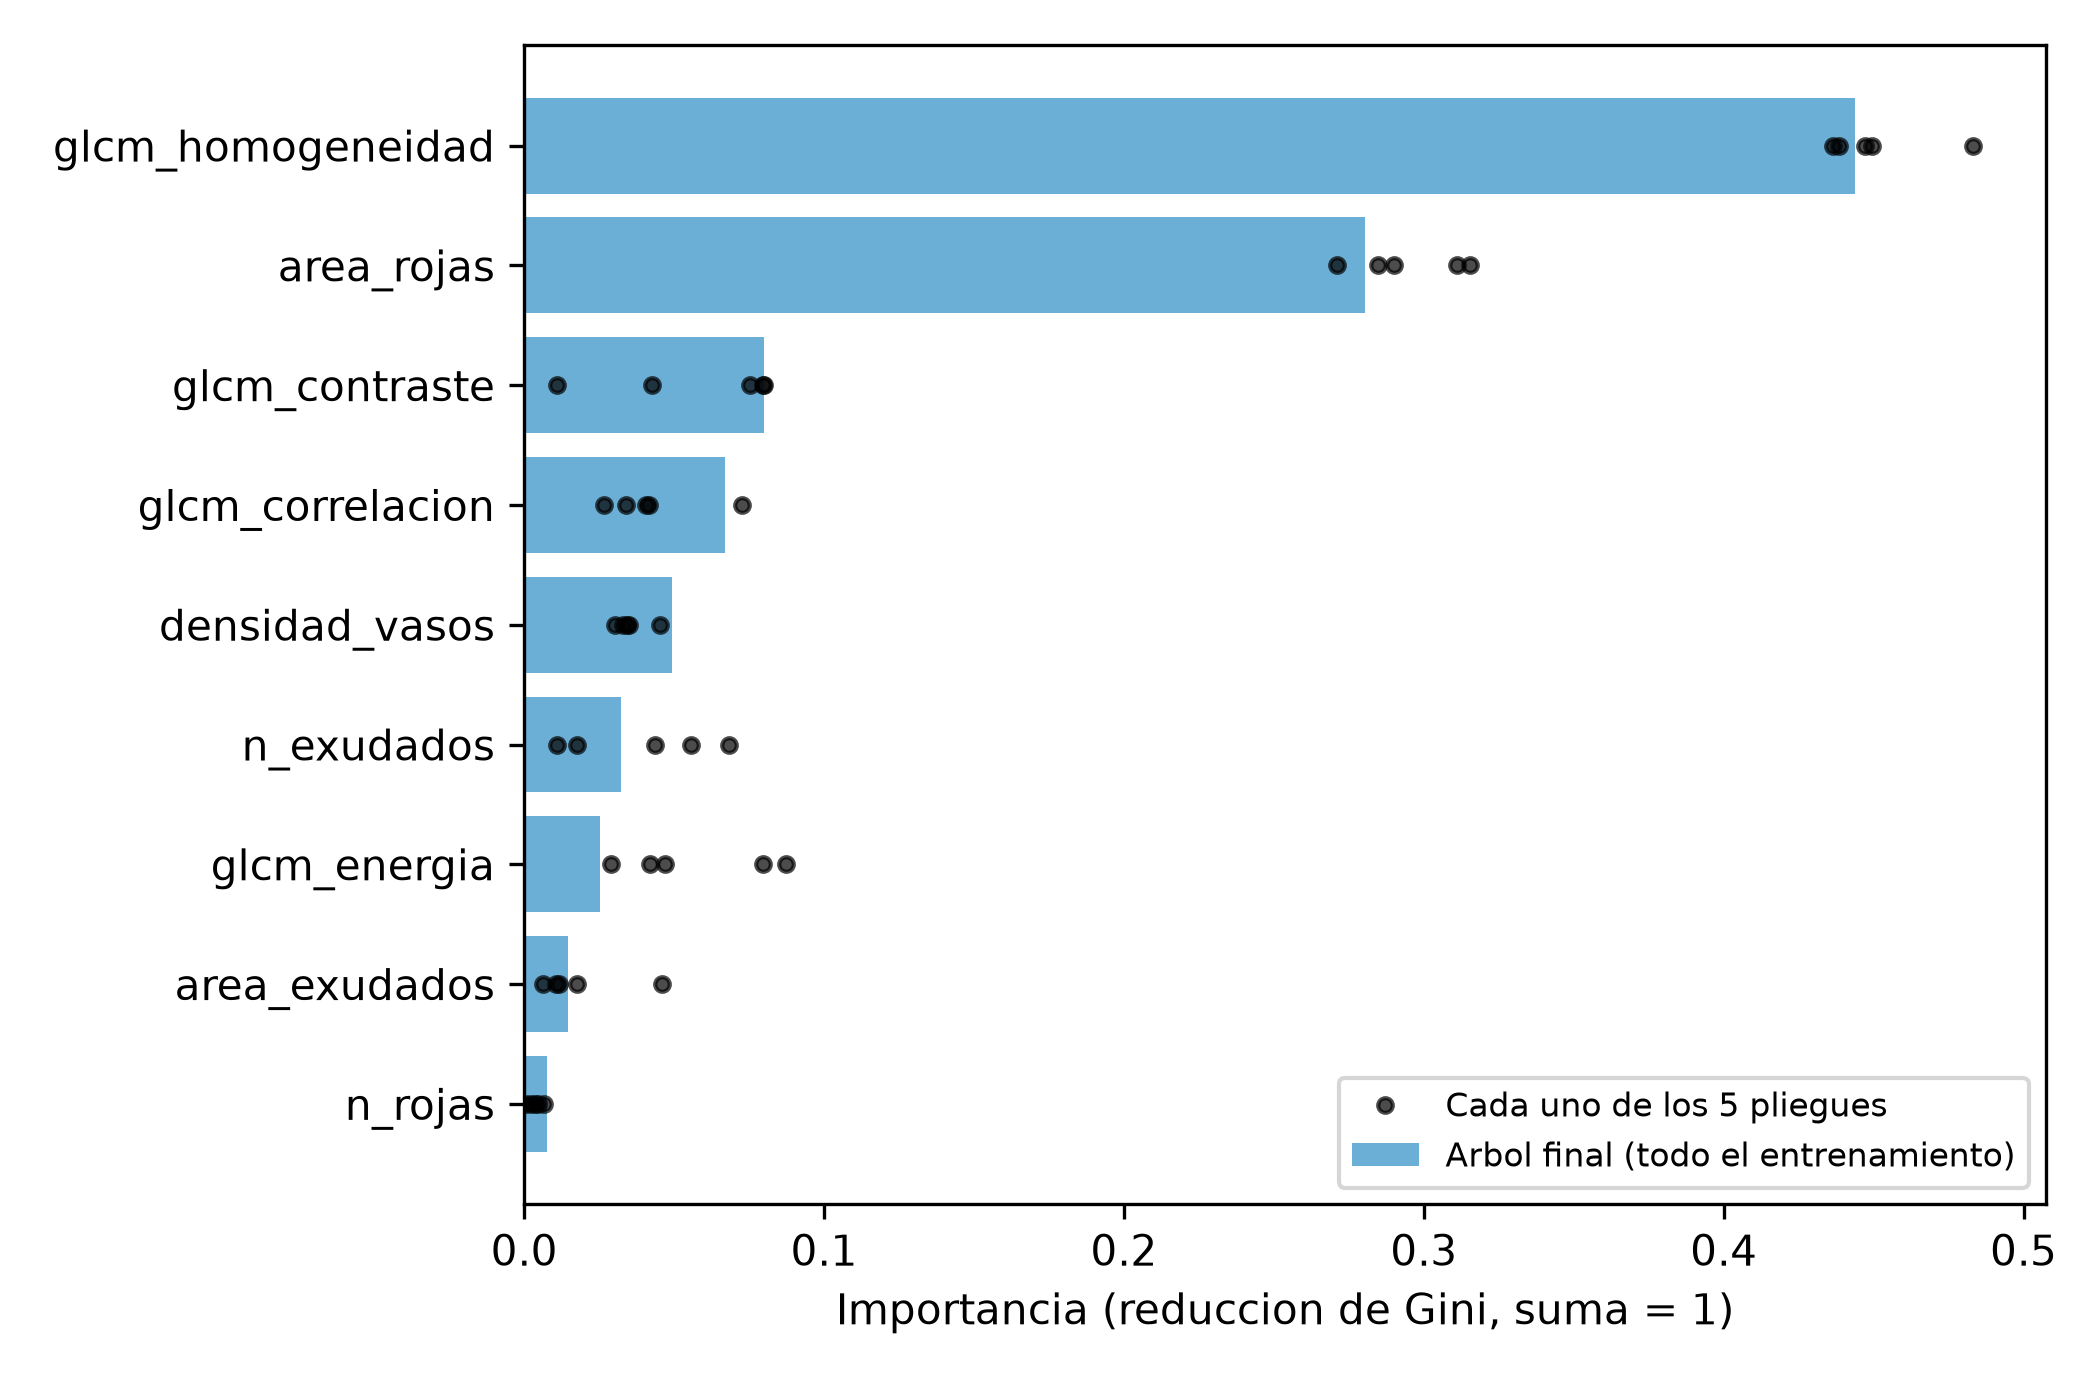 glcm_homogeneidad
area_rojas
glcm_contraste
glcm_correlacion
densidad_vasos
n_exudados
glcm_energia
area_exudados
n_rojas
Cada uno de los 5 pliegues
Arbol final (todo el entrenamiento)
0.0 0.1 0.2 0.3 0.4 0.5
Importancia (reduccion de Gini, suma = 1)